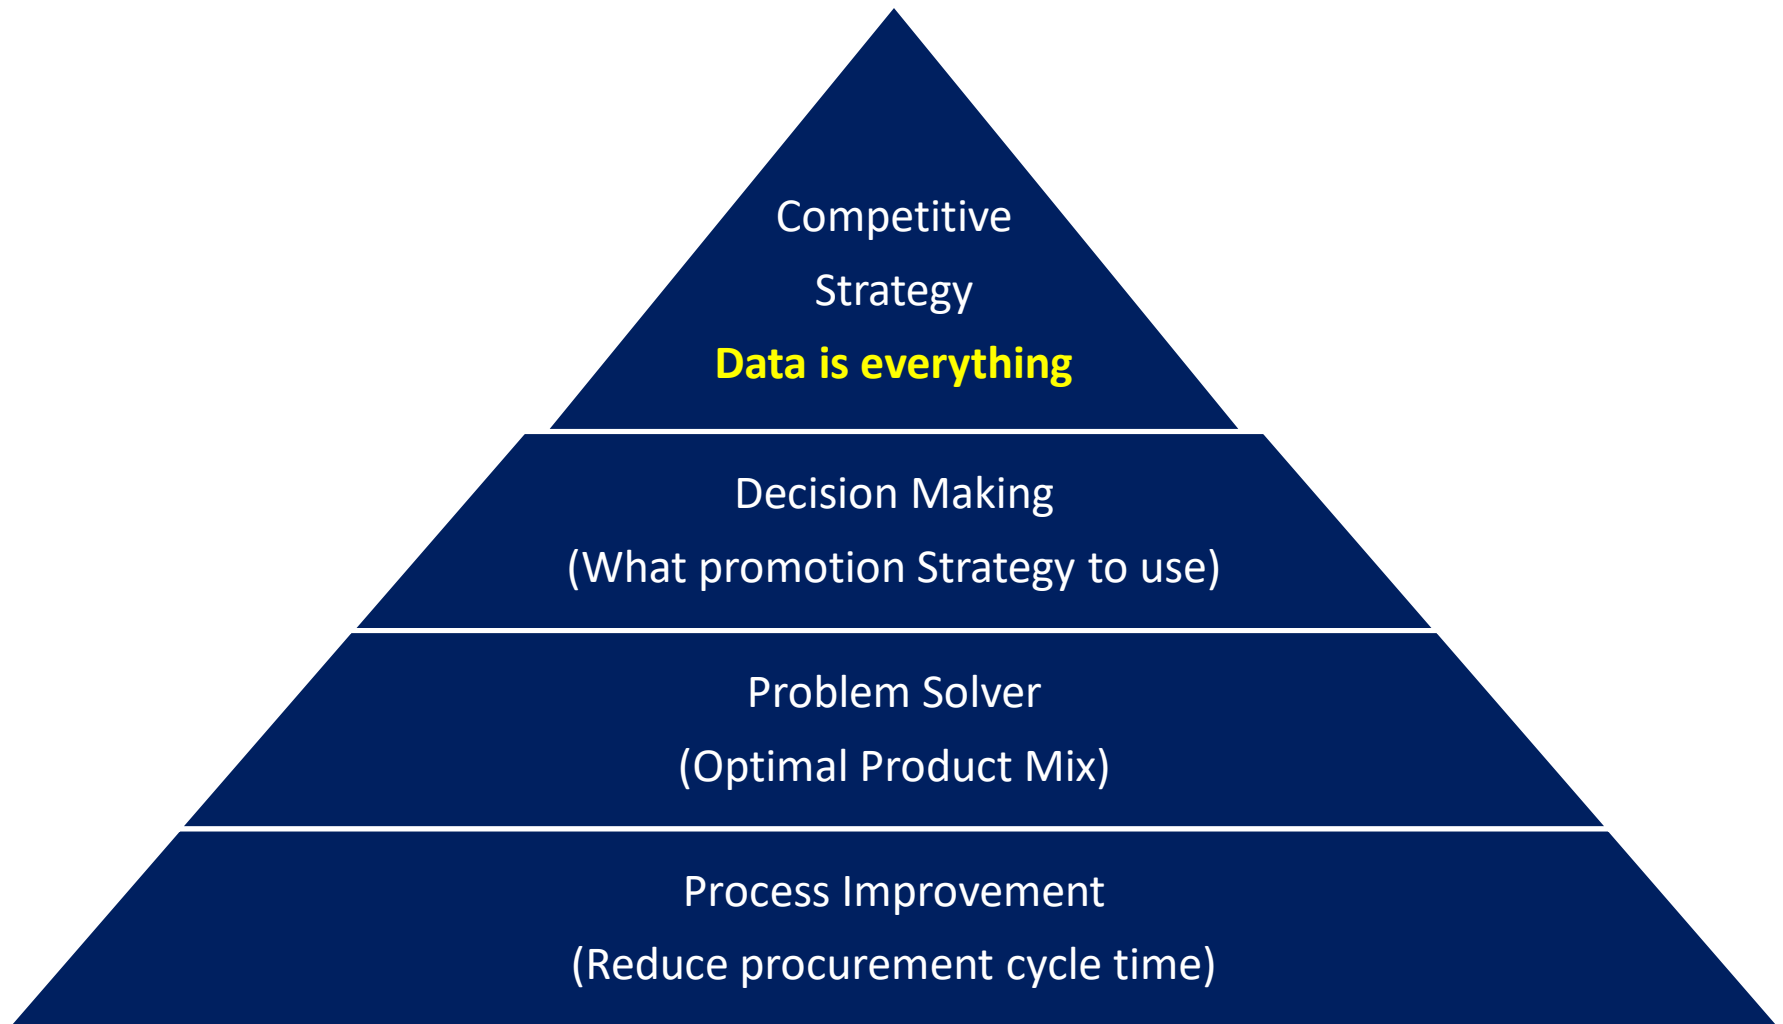 Competitive
Strategy
Data is everything
Decision Making
(What promotion Strategy to use)
Problem Solver
(Optimal Product Mix)
Process Improvement
(Reduce procurement cycle time)